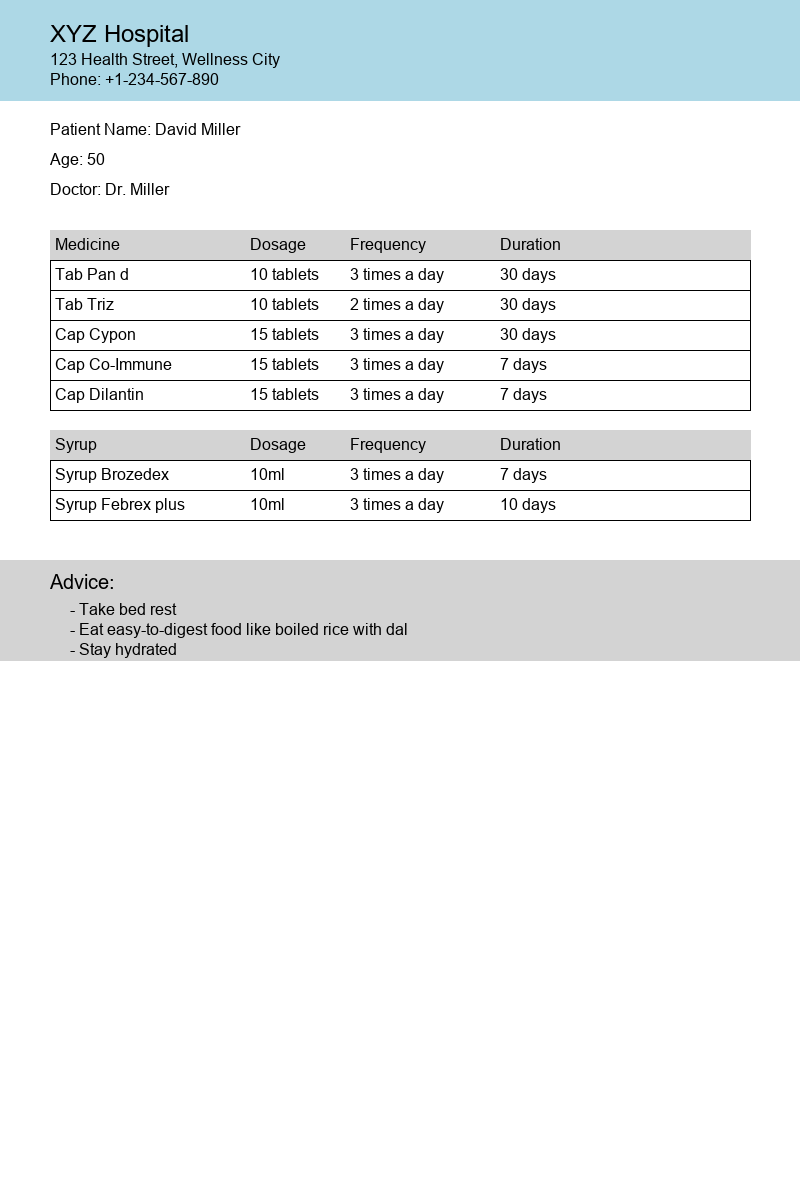 XYZ Hospital
123 Health Street, Wellness City
Phone: +1-234-567-890
Patient Name: David Miller
Age: 50
Doctor: Dr. Miller
Medicine Dosage Frequency Duration
Tab Pan d 10 tablets 3 times a day 30 days
Tab Triz 10 tablets 2 times a day 30 days
Cap Cypon 15 tablets 3 times a day 30 days
Cap Co-Immune 15 tablets 3 times a day 7 days
Cap Dilantin 15 tablets 3 times a day 7 days
Syrup Dosage Frequency Duration
Syrup Brozedex 10ml 3 times a day 7 days
Syrup Febrex plus 10ml 3 times a day 10 days
Advice:
- Take bed rest
- Eat easy-to-digest food like boiled rice with dal
- Stay hydrated